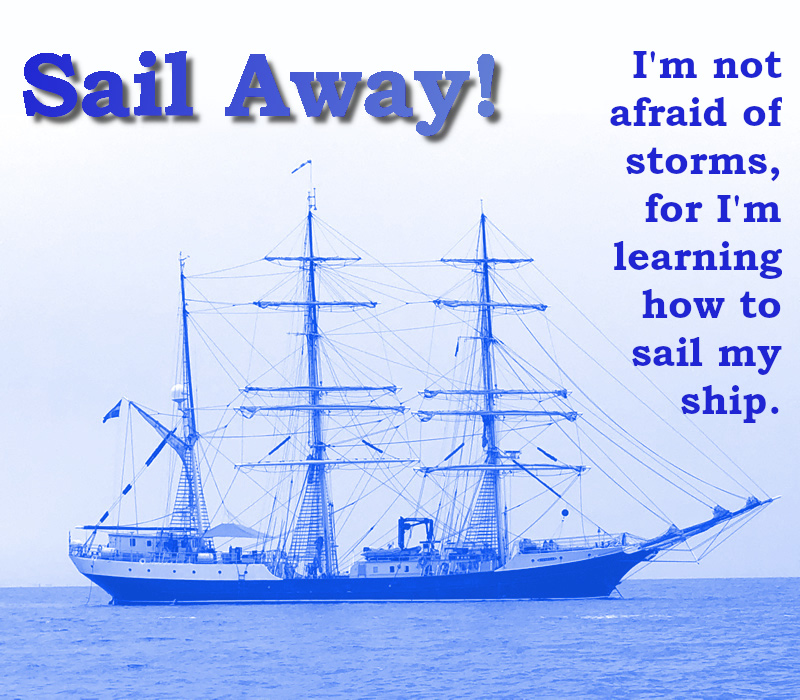 Sail Away!
I'm not
afraid of
storms,
for I'm
learning
how to
sail my
ship.